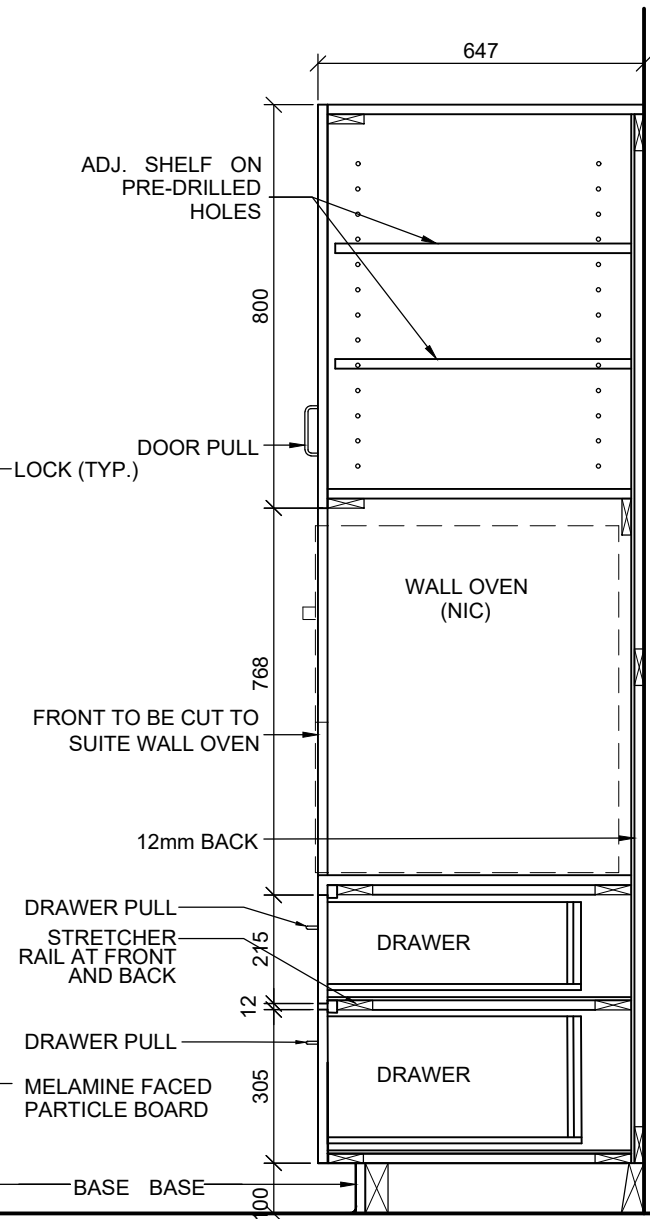 647
ADJ. SHELF ON
PRE-DRILLED
HOLES
800
DOOR PULL
LOCK (TYP.)
WALL OVEN
(NIC)
768
FRONT TO BE CUT TO
SUITE WALL OVEN
12mm BACK
DRAWER PULL
STRETCHER
RAIL AT FRONT
AND BACK
215
DRAWER
12
DRAWER PULL
DRAWER
305
MELAMINE FACED
PARTICLE BOARD
BASE BASE
100